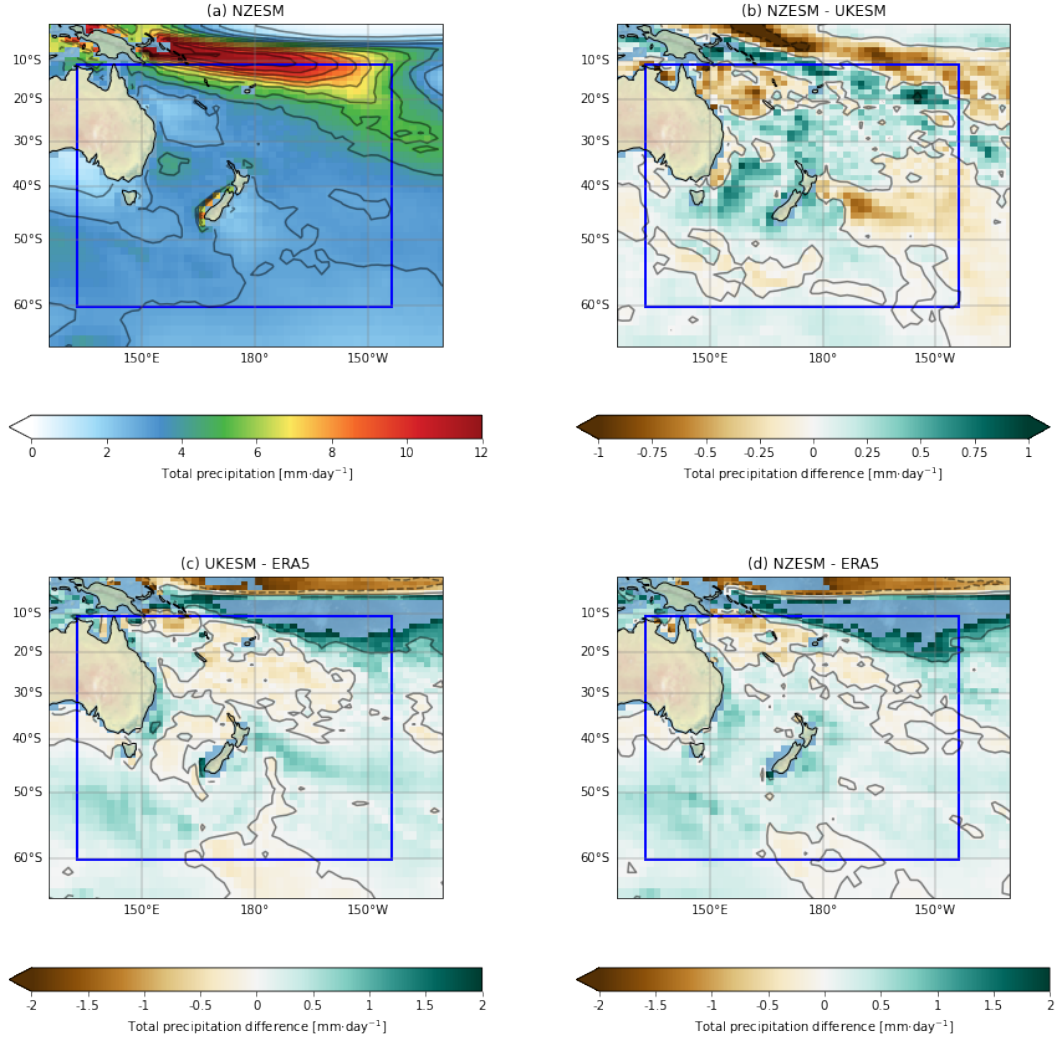 (a) NZESM
10°S
20°S
30°S
40°S
50°S
60°S
150°E 180° 150°W
0 2 4 6 8 10 12
Total precipitation [mm·day⁻¹]
(b) NZESM - UKESM
10°S
20°S
30°S
40°S
50°S
60°S
150°E 180° 150°W
-1 -0.75 -0.5 -0.25 0 0.25 0.5 0.75 1
Total precipitation difference [mm·day⁻¹]
(c) UKESM - ERA5
10°S
20°S
30°S
40°S
50°S
60°S
150°E 180° 150°W
-2 -1.5 -1 -0.5 0 0.5 1 1.5 2
Total precipitation difference [mm·day⁻¹]
(d) NZESM - ERA5
10°S
20°S
30°S
40°S
50°S
60°S
150°E 180° 150°W
-2 -1.5 -1 -0.5 0 0.5 1 1.5 2
Total precipitation difference [mm·day⁻¹]